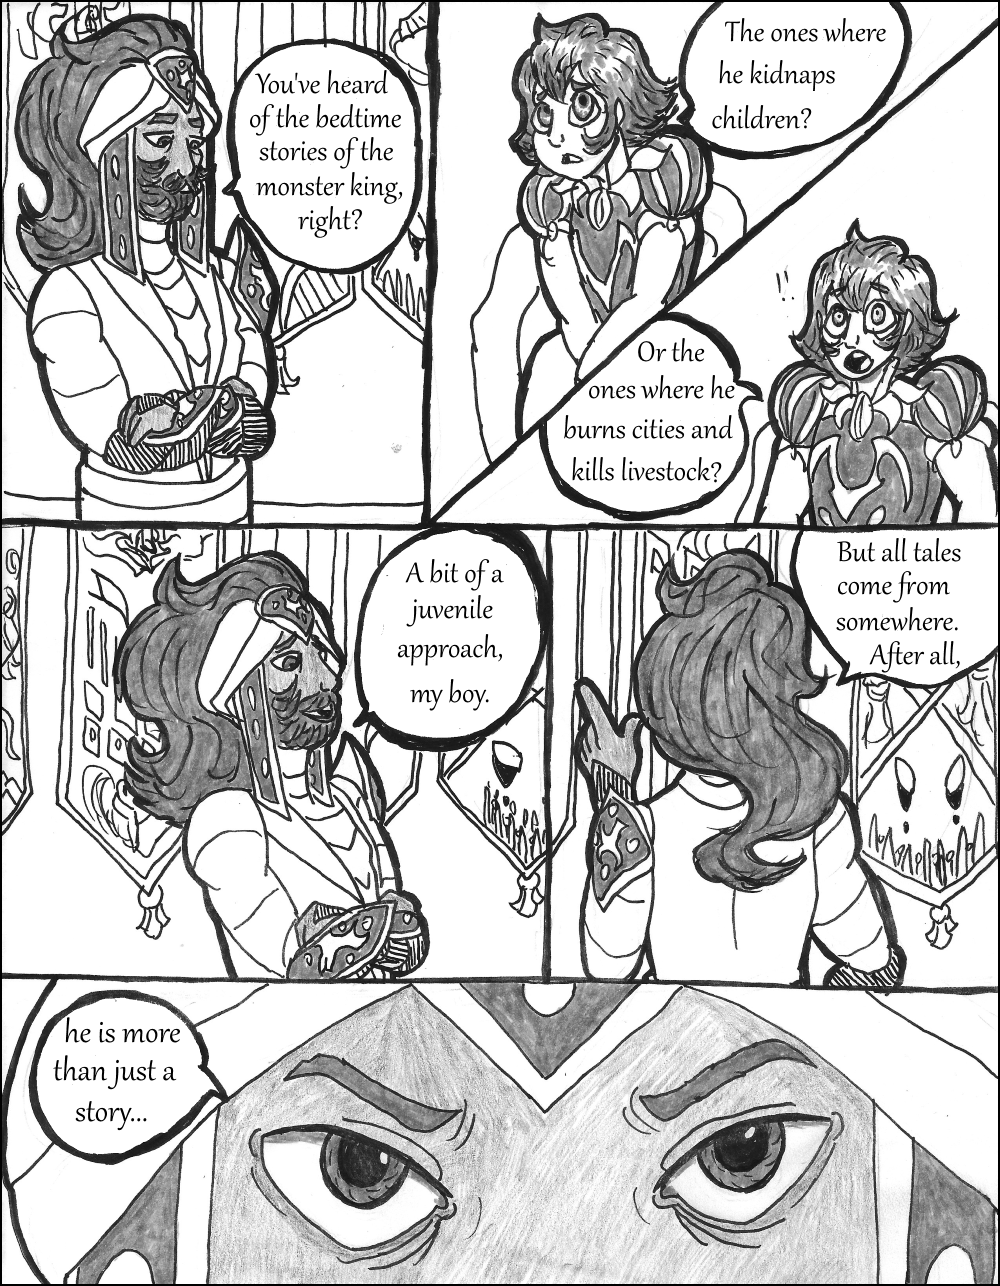 You've heard
of the bedtime
stories of the
monster king,
right?
The ones where
he kidnaps
children?
!!
Or the
ones where he
burns cities and
kills livestock?
A bit of a
juvenile
approach,
my boy.
But all tales
come from
somewhere.
After all,
he is more
than just a
story...